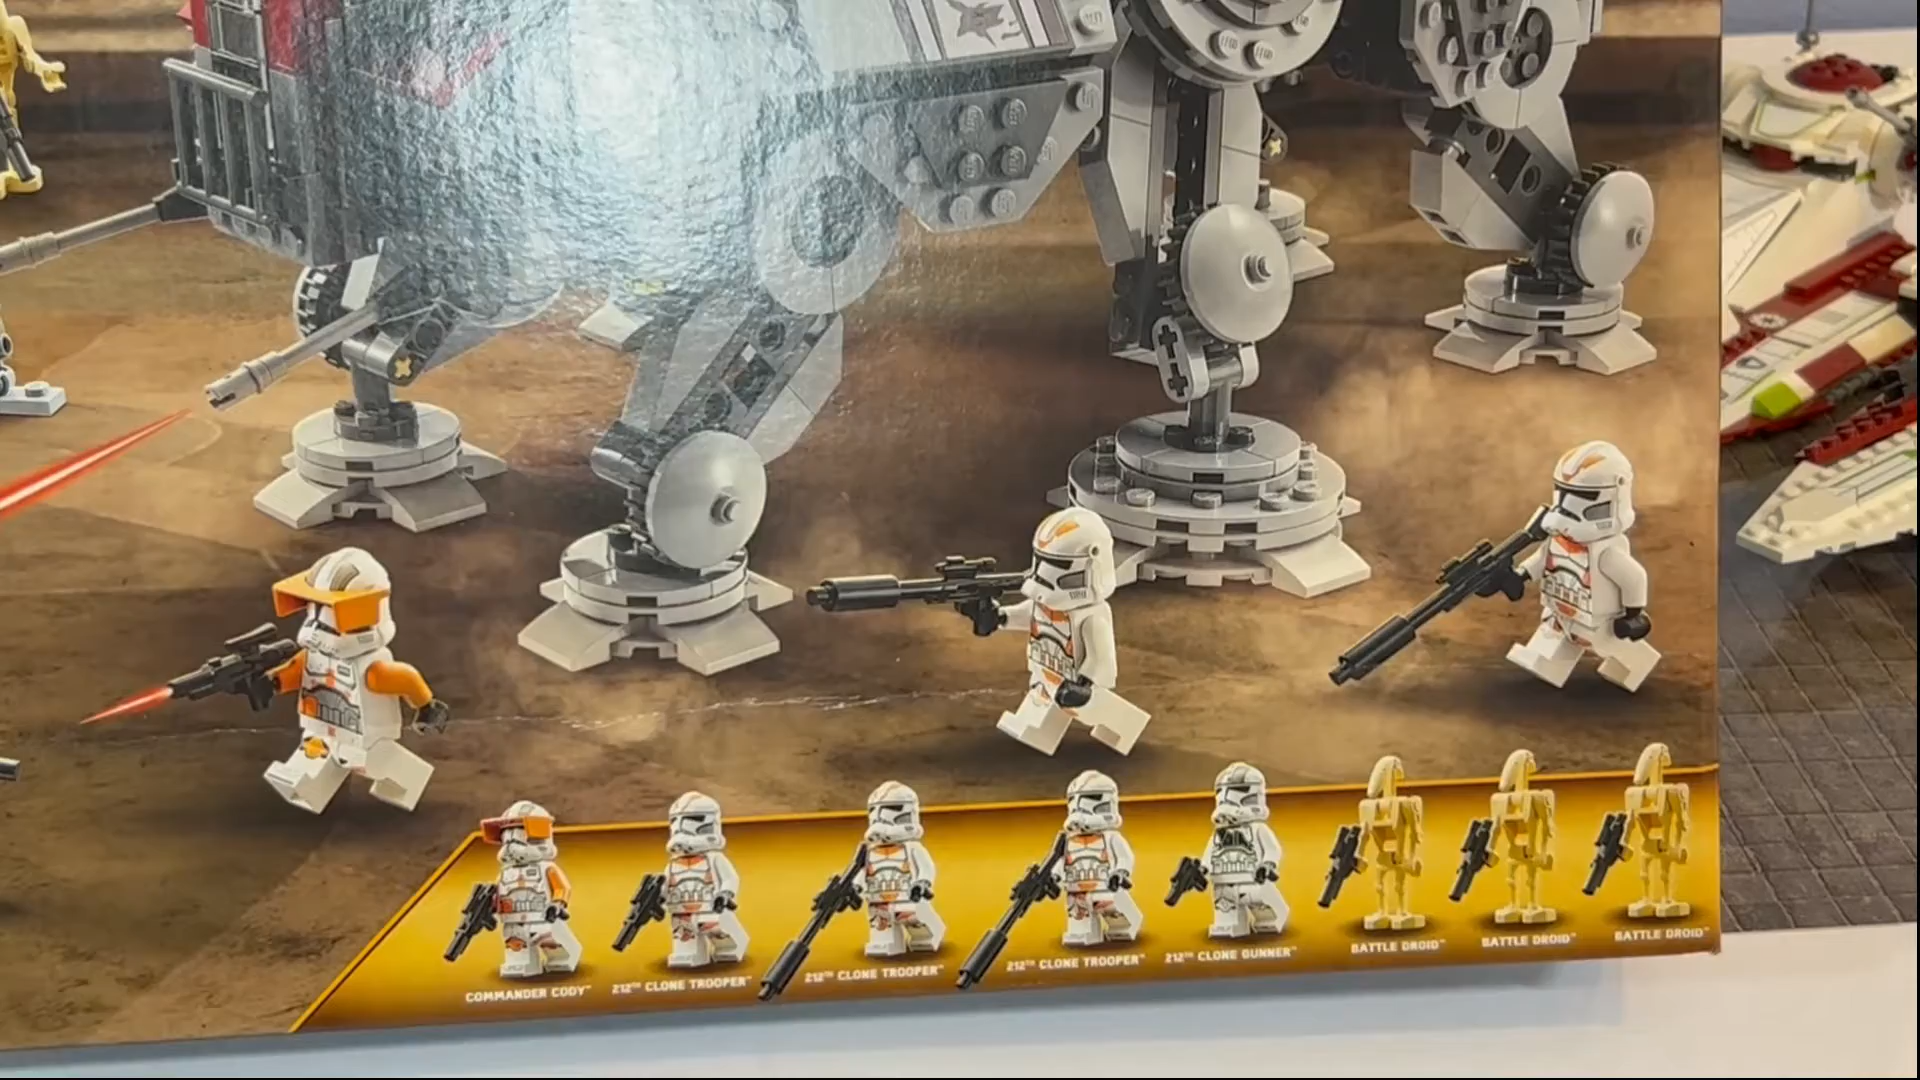 COMMANDER CODY™
212TH CLONE TROOPER™
212TH CLONE TROOPER™
212TH CLONE TROOPER™
212TH CLONE GUNNER™
BATTLE DROID™
BATTLE DROID™
BATTLE DROID™